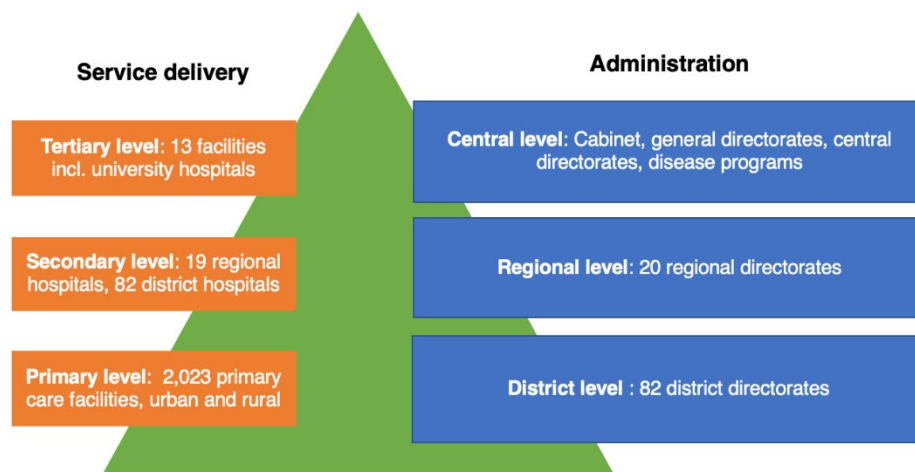 Service delivery
Administration
Tertiary level: 13 facilities
incl. university hospitals
Central level: Cabinet, general directorates, central
directorates, disease programs
Secondary level: 19 regional
hospitals, 82 district hospitals
Regional level: 20 regional directorates
Primary level:  2,023 primary
care facilities, urban and rural
District level : 82 district directorates